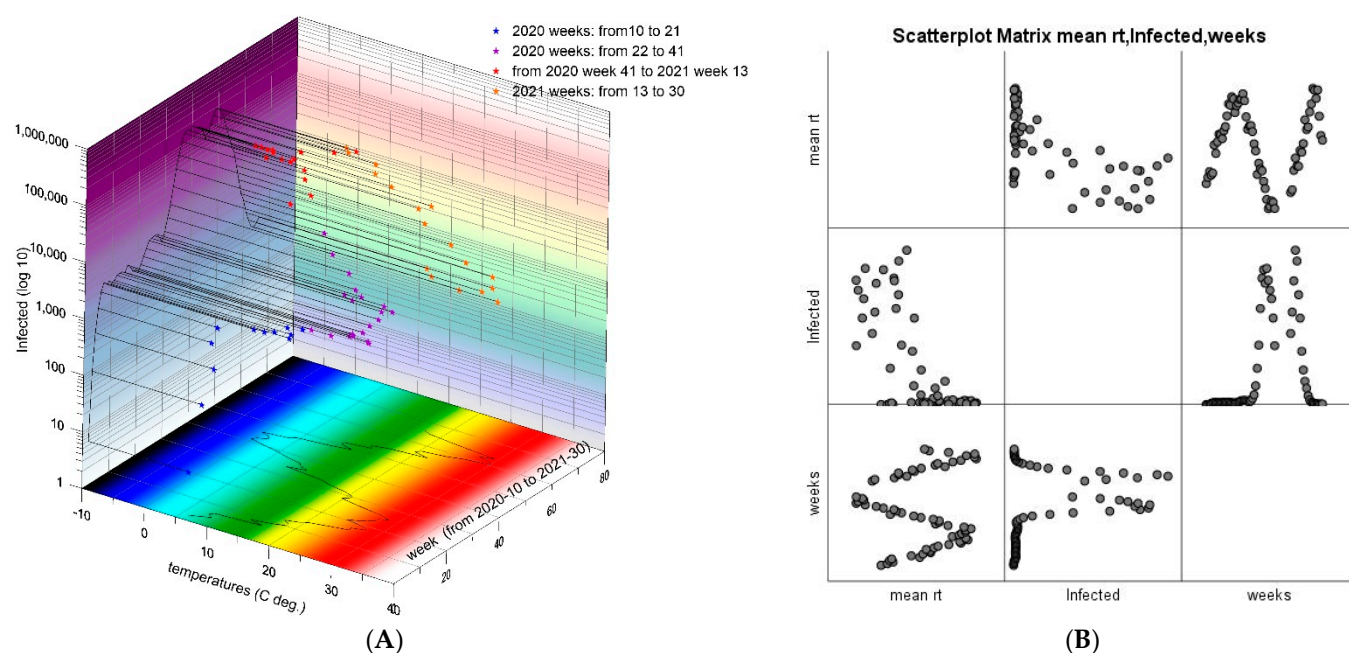 2020 weeks: from10 to 21
2020 weeks: from 22 to 41
from 2020 week 41 to 2021 week 13
2021 weeks: from 13 to 30
1,000,000
100,000
10,000
1,000
100
10
1
Infected (log 10)
-10
0
10
20
30
40
temperatures (C deg.)
0
20
40
60
80
week (from 2020-10 to 2021-30)
(A)
Scatterplot Matrix mean rt,Infected,weeks
mean rt
Infected
weeks
mean rt
Infected
weeks
(B)